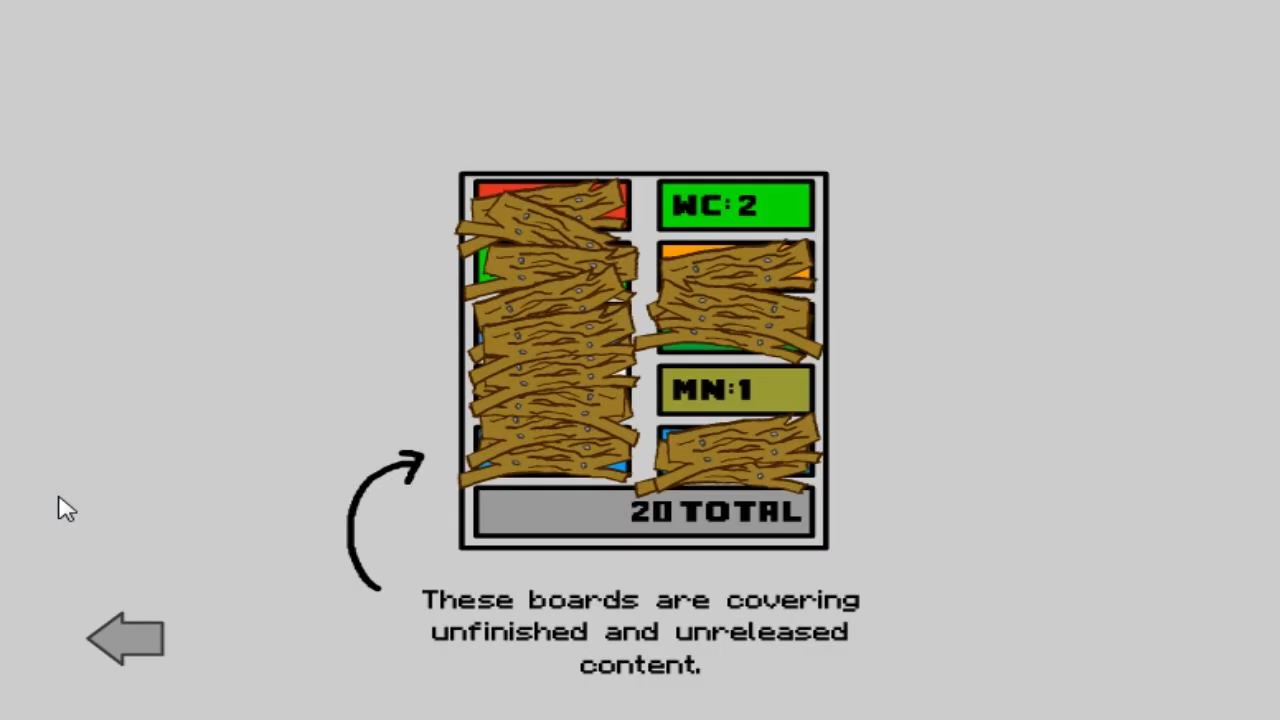 WC:2
MN:1
20 TOTAL
These boards are covering
unfinished and unreleased
content.